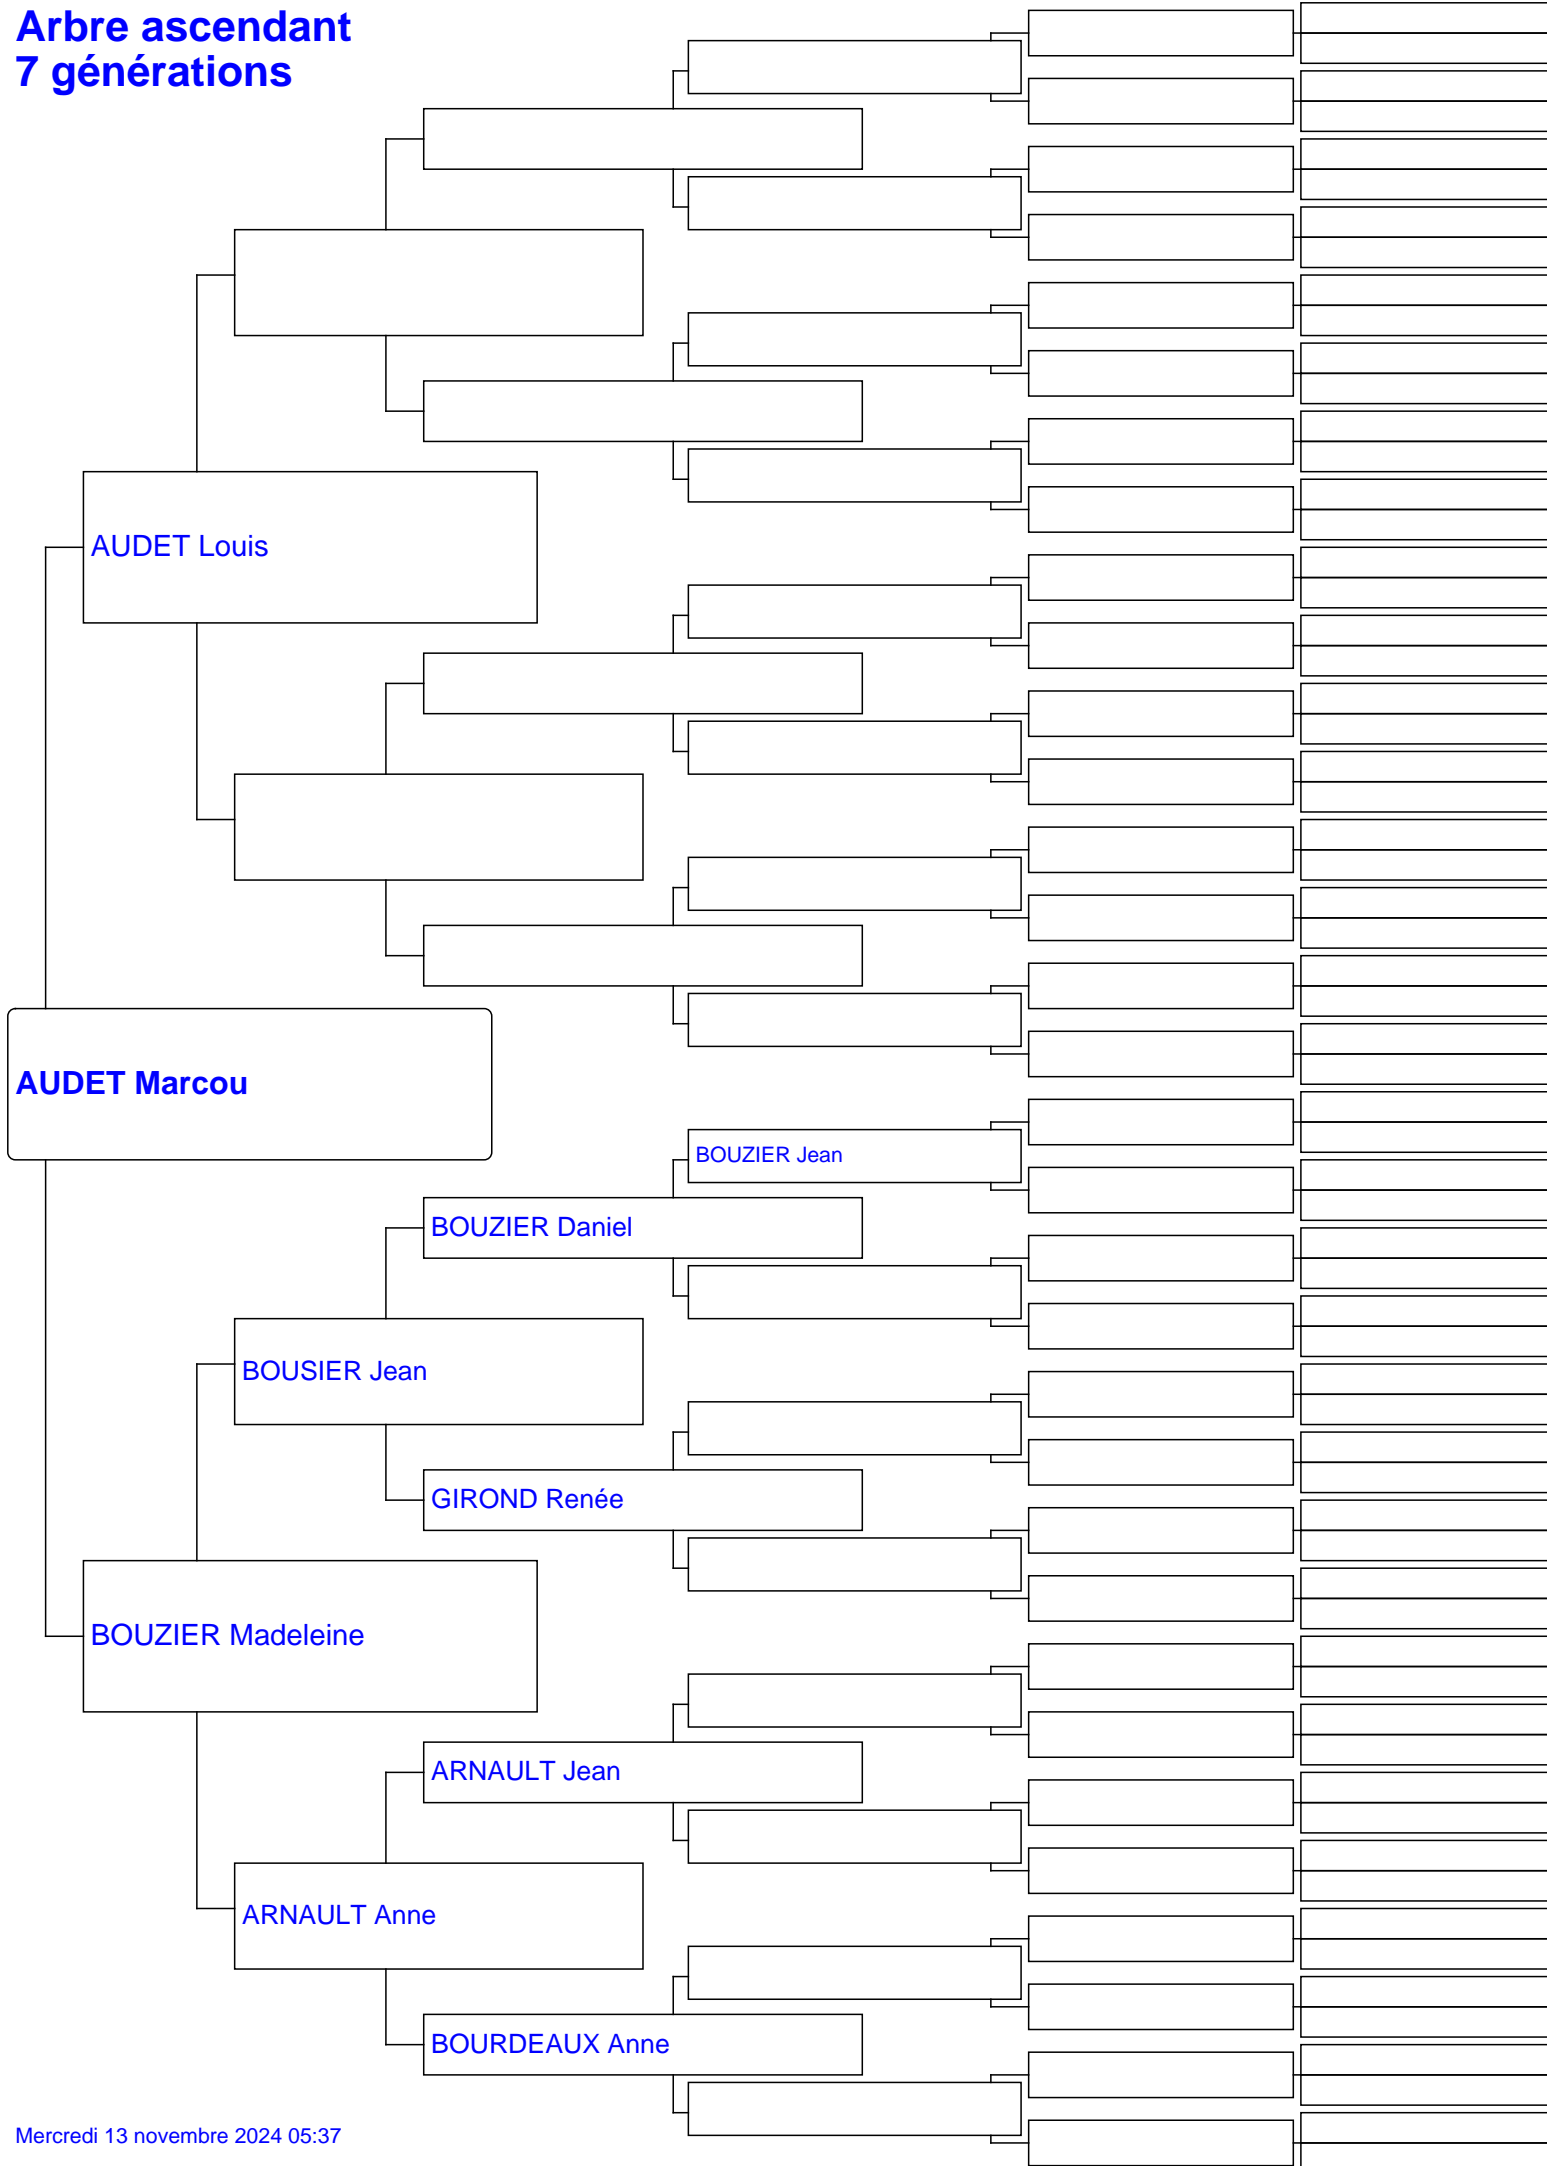 Arbre ascendant
7 générations
AUDET Louis
AUDET Marcou
BOUZIER Jean
BOUZIER Daniel
BOUSIER Jean
GIROND Renée
BOUZIER Madeleine
ARNAULT Jean
ARNAULT Anne
BOURDEAUX Anne
Mercredi 13 novembre 2024 05:37